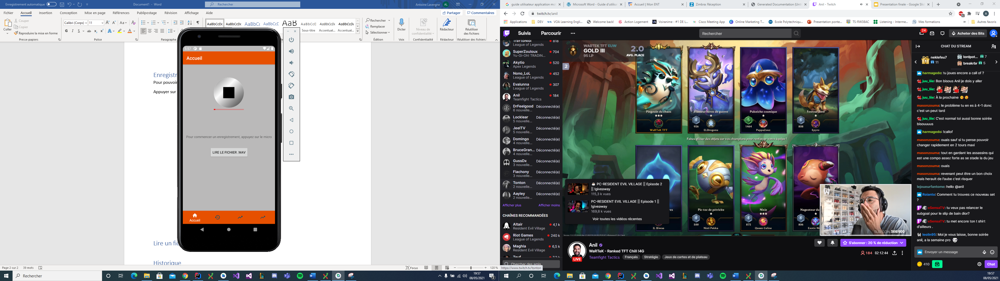 Enregistrement automatique
Document1 - Word
Rechercher
Antoine Lavergne
AL
Fichier Accueil Insertion Conception Mise en page Références Publipostage Révision Affichage Aide
Partager
Commentaires
Coller
Couper
Copier
Reproduire la mise en forme
Presse-papiers
Calibri (Corps) 11
Police
Paragraphe
AaBbCcDc AaBbCcDc AaBbCc AaBbCcD AaB AaBbCcD AaBbCcDc AaBbCcDc
Sous-titre Accentuat... Accentuat...
Rechercher
Remplacer
Sélectionner
Édition
Dicter
Voix
Niveau de confidentialité
Confidentialité
Rédacteur
Rédacteur
Réutiliser des fichiers
Réutiliser des fichiers
Enregistr
Pour pouvoir
Appuyer sur
Lire un fic
Historique
5:57
Accueil
Pour commencer un enregistrement, appuyez sur le micro
LIRE LE FICHIER .WAV
Accueil
Page 2 sur 2 39 mots
Focus
120 %
Rechercher
19:57
08/05/2021
guide utilisateur application mo
Microsoft Word - Guide d'utilisa
Accueil | Mon ENT
Zimbra: Réception
Generated Documentation (Unti
Anil - Twitch
Presentation finale - Google Slid
twitch.tv/anil
Applications DEV VOA Learning Engli... Welcome back! Action Logement Voiranime - #1 DE L... Cisco Meeting App Online Marketing T... Ecole Polytechniqu... Presentation ponte... TS-RW38AC Listening - Interme... Mes formations
Autres favoris
Suivis Parcourir
Rechercher
24
Acheter des Bits
TraYtoNlol 818
League of Legends
SuperZouloux 704
Yu-Gi-Oh! TRADIN...
Akytio 520
Apex Legends
Nono_LoL 452
League of Legends
Evalunna 307
League of Legends
Anil 184
Teamfight Tactics
DrFeelgood Déconnecté(e)
6 nouvelle...
Locklear Déconnecté(e)
5 nouvelle...
JeelTV Déconnecté(e)
5 nouvelle...
Domingo Déconnecté(e)
4 nouvelle...
BruceGran... Déconnecté(e)
4 nouvelle...
GussDx Déconnecté(e)
3 nouvelle...
Flachony Déconnecté(e)
3 nouvelle...
Tonton Déconnecté(e)
2 nouvelle...
Aayley Déconnecté(e)
2 nouvelle...
Afficher plus Afficher moins
CHAÎNES RECOMMANDÉES
Altair 4,1 k
Resident Evil Village
Riot Games 240 k
League of Legends
Maghla 6,5 k
Resident Evil Village
Chercher des amis
https://www.twitch.tv/tonton
WARTEK TFT EUW
GOLD III
95 LP
2.0
AVG. PLACE
2
Pingouin du chaos
WaRTeK TFT
Hanteur héros de guerre
926
ELDrogonu
Pulseiche cosmique
1464
PeppaZouz
Fenroar doré
808
Epyro
Faites glisser des objets sur vos champions pour renforcer votre équipe !
JL Biwaa
Pic-toc de pétricite
500
Nisti Pekka
Nixie
872
Queen Celine
Nageoteur du
806
Exotic Ni
68%
PC-RESIDENT EVIL VILLAGE || Episode 2 || !giveaway
115,3 k vues
PC-RESIDENT EVIL VILLAGE || Episode 1 || !giveaway
169,8 k vues
Voir toutes les vidéos récentes
SUB GOAL 566/600
Anil
WaRTeK - Ranked TFT Chill !4G
Teamfight Tactics Français Stratégie Jeux de cartes et de plateau
LIVE
S'abonner : 20 % de réduction
184 02:12:44
CHAT DU STREAM
neklefeu7
11
lordpot... 7
breakrbr 5
harmagedo: tu joues encore a call of ?
juu_liie: Bon bisous Anil je dois y aller
juu_liie:
juu_liie: À la prochaine
masonzouma: le problème tu en es à 4-1 donc
c'est un peut tard
juu_liie: C'est normal toi aussi bonne soirée
bisouuuus
harmagedo: !callof
masonzouma: ouais sauf si tu pense pouvoir
changer rapidement en 2 tours maxi
masonzouma: tout en gardant les assassins qui
est une compo assez forte as se stade la du jeu
masonzouma: ouais
masonzouma: revenant peut être un bon choix
mais herault de l'aube c'est risquer
lejoueurfantome: hello @anil
Roianto: Comment tu trouves ce nouveau set
?
xSensaTV: tu veux pas relancer le
subgoal pour le slip de bain dior?
xSensaTV: tu met encore ton t shirt
d'ailleurs .
leoiln95: Moi je vous laisse, bonne soirée
anil, a la semaine pro
Envoyer un message
410
Chat
19:57
08/05/2021